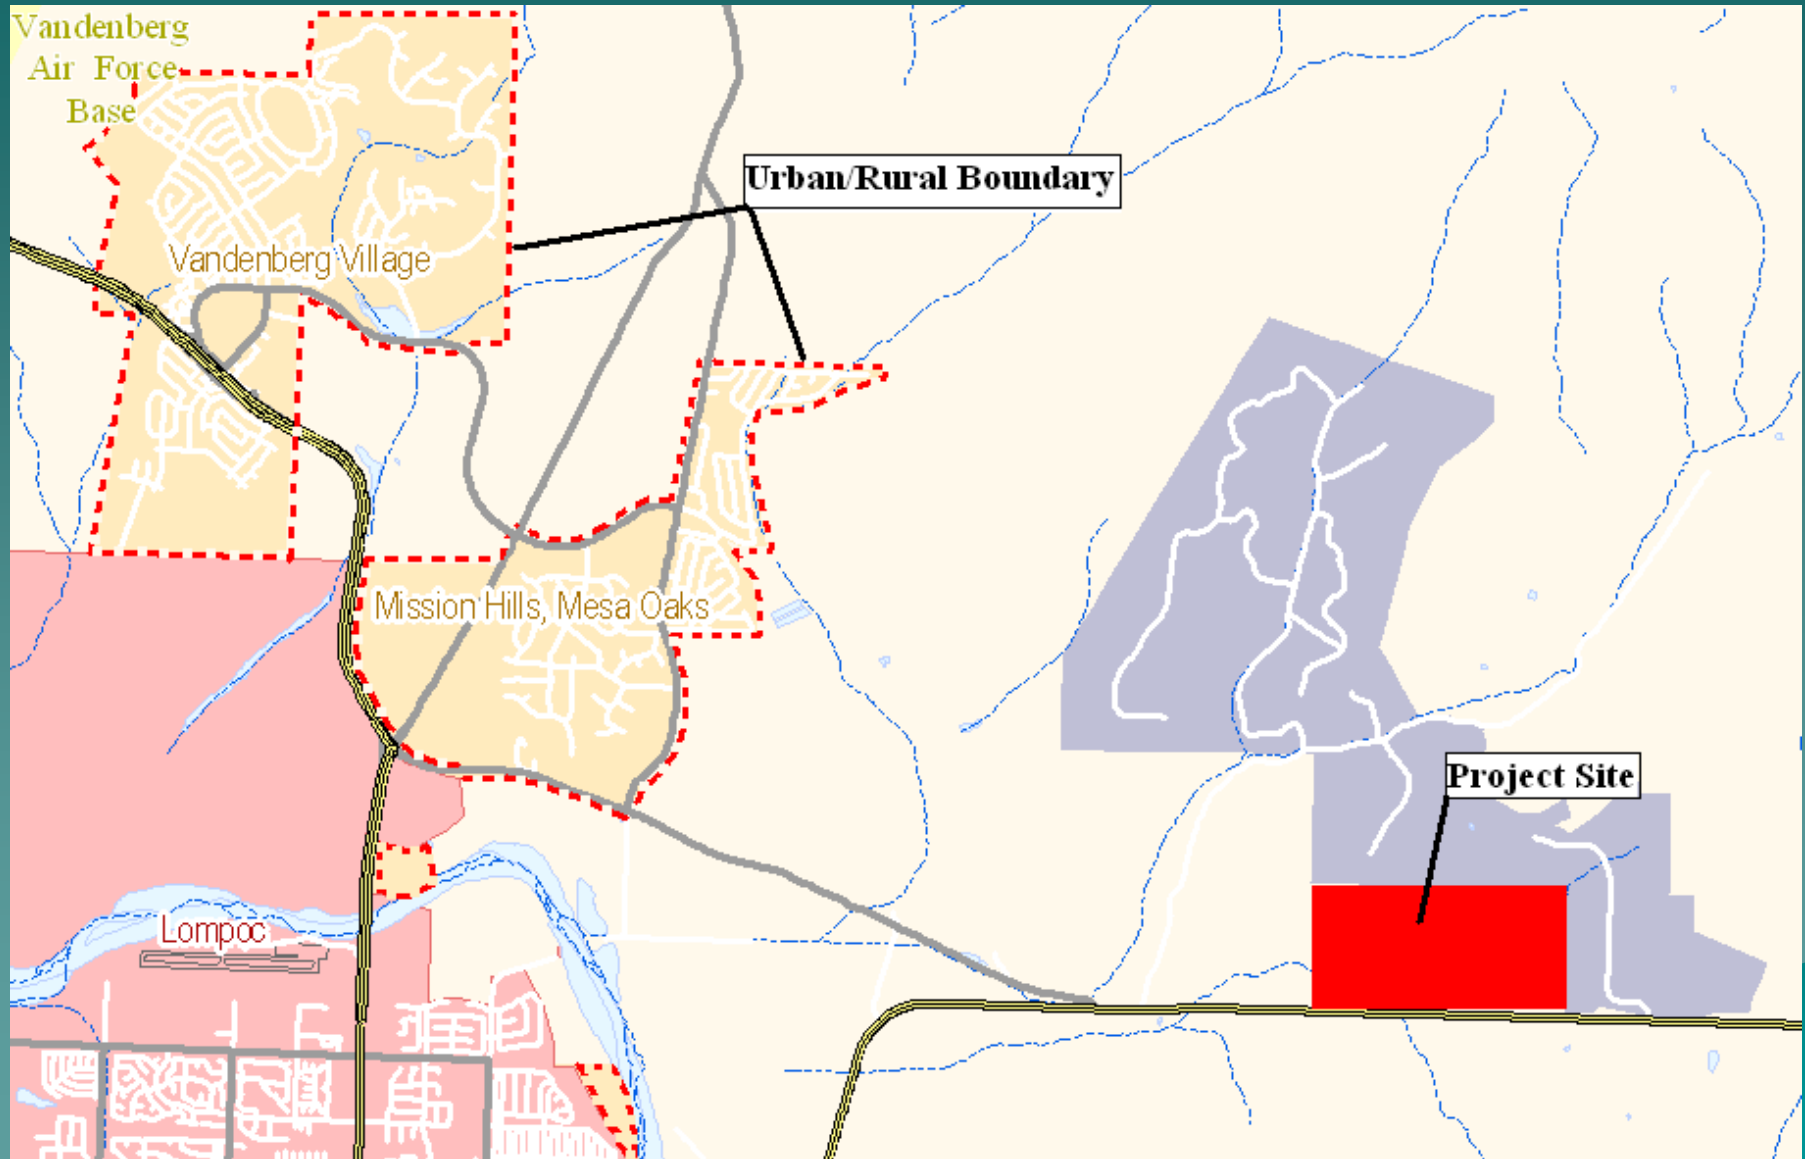 Vandenberg
Air Force
Base
Urban/Rural Boundary
Vandenberg Village
Mission Hills, Mesa Oaks
Project Site
Lompoc